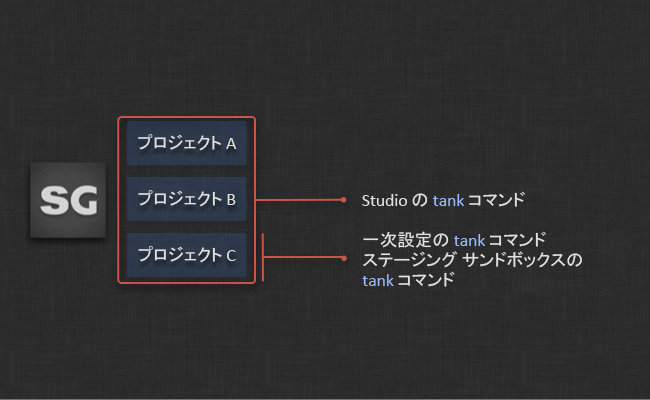 SG
プロジェクト A
プロジェクト B
プロジェクト C
Studio の tank コマンド
一次設定の tank コマンド
ステージング サンドボックスの
tank コマンド